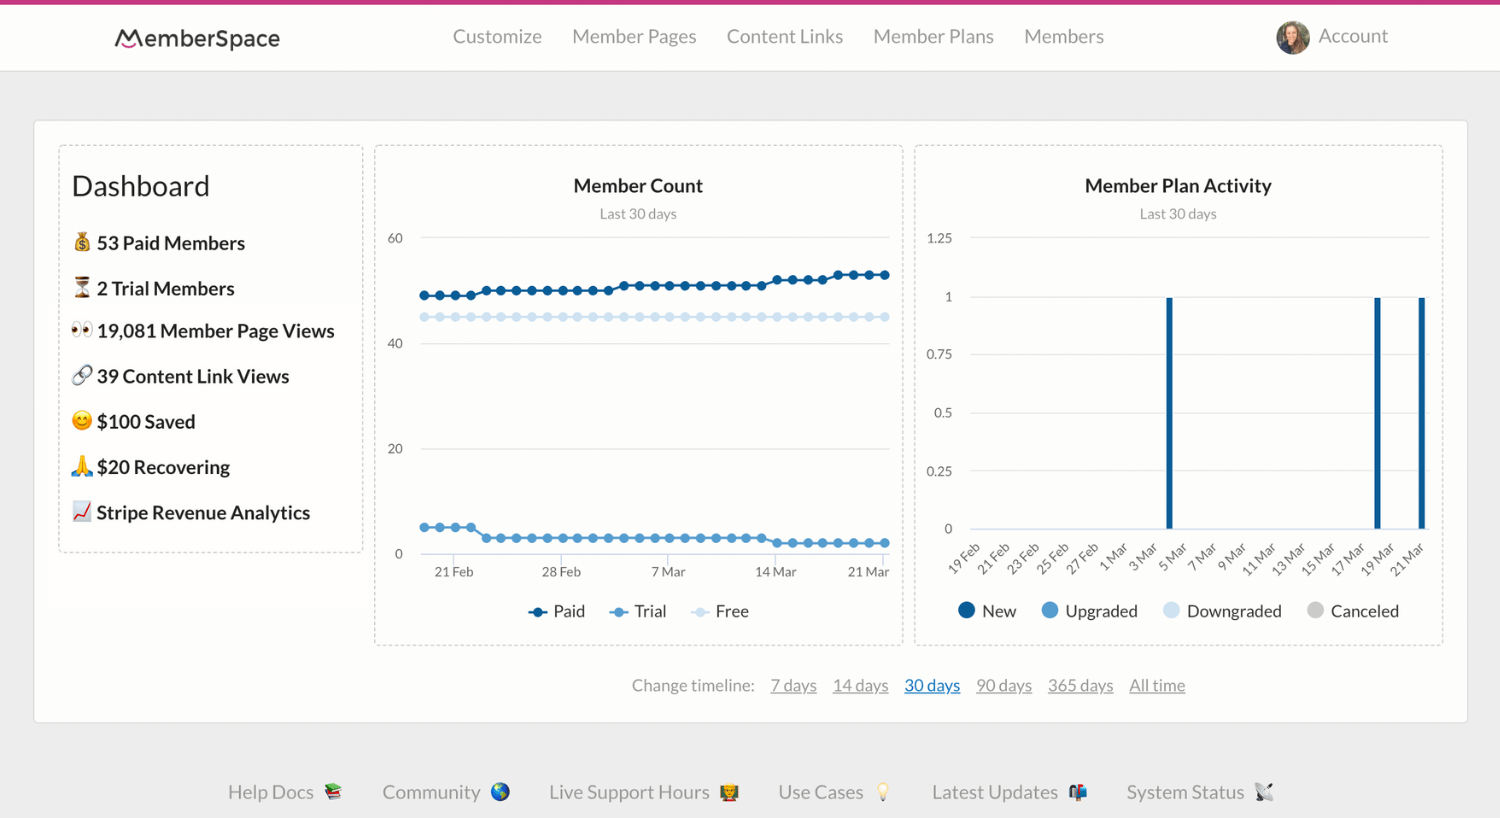 MemberSpace
Customize Member Pages Content Links Member Plans Members
Account
Dashboard
53 Paid Members
2 Trial Members
19,081 Member Page Views
39 Content Link Views
$100 Saved
$20 Recovering
Stripe Revenue Analytics
Member Count
Last 30 days
60
40
20
0
21 Feb 28 Feb 7 Mar 14 Mar 21 Mar
Paid Trial Free
Member Plan Activity
Last 30 days
1.25
1
0.75
0.5
0.25
0
19 Feb 21 Feb 23 Feb 25 Feb 27 Feb 1 Mar 3 Mar 5 Mar 7 Mar 9 Mar 11 Mar 13 Mar 15 Mar 17 Mar 19 Mar 21 Mar
New Upgraded Downgraded Canceled
Change timeline: 7 days 14 days 30 days 90 days 365 days All time
Help Docs Community Live Support Hours Use Cases Latest Updates System Status